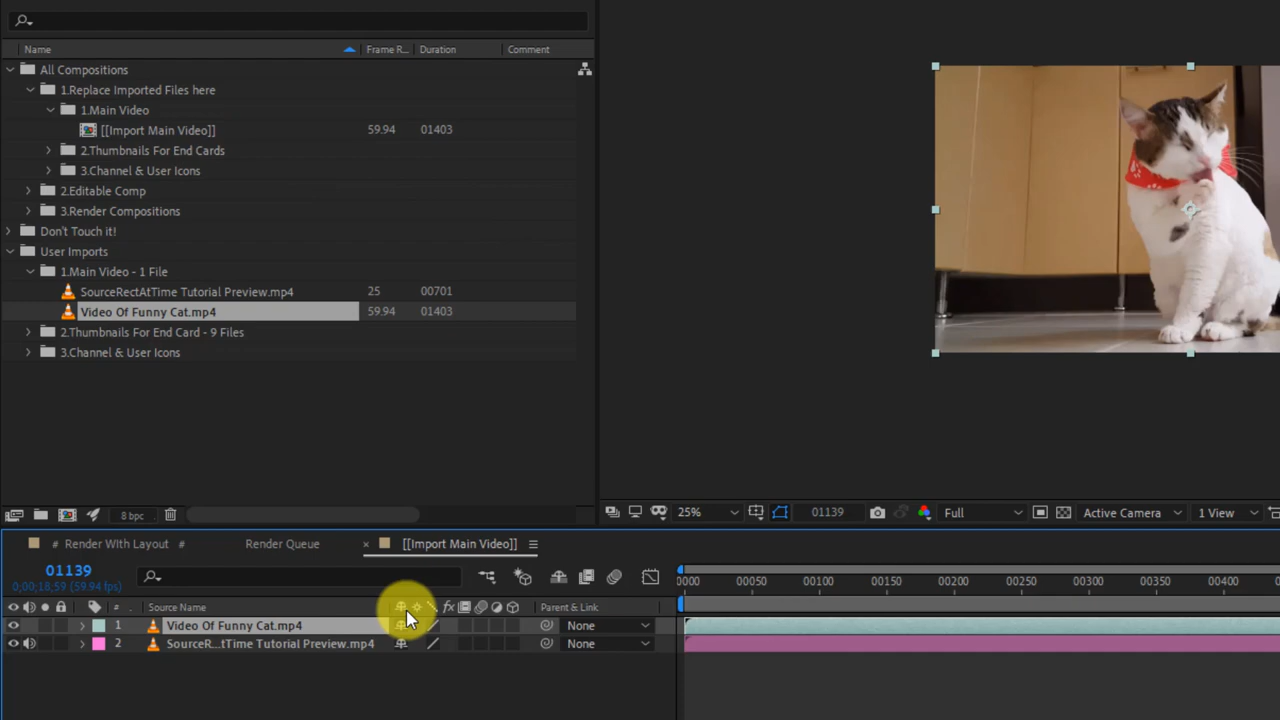 Name Frame R... Duration Comment
All Compositions
1.Replace Imported Files here
1.Main Video
[[Import Main Video]] 59.94 01403
2.Thumbnails For End Cards
3.Channel & User Icons
2.Editable Comp
3.Render Compositions
Don't Touch it!
User Imports
1.Main Video - 1 File
SourceRectAtTime Tutorial Preview.mp4 25 00701
Video Of Funny Cat.mp4 59.94 01403
2.Thumbnails For End Card - 9 Files
3.Channel & User Icons
8 bpc
25% 01139 Full Active Camera 1 View
# Render With Layout # Render Queue × [[Import Main Video]]
01139
0;00;18;59 (59.94 fps)
0000 00050 00100 00150 00200 00250 00300 00350 00400
# . Source Name fx Parent & Link
1 Video Of Funny Cat.mp4 None
2 SourceR...tTime Tutorial Preview.mp4 None